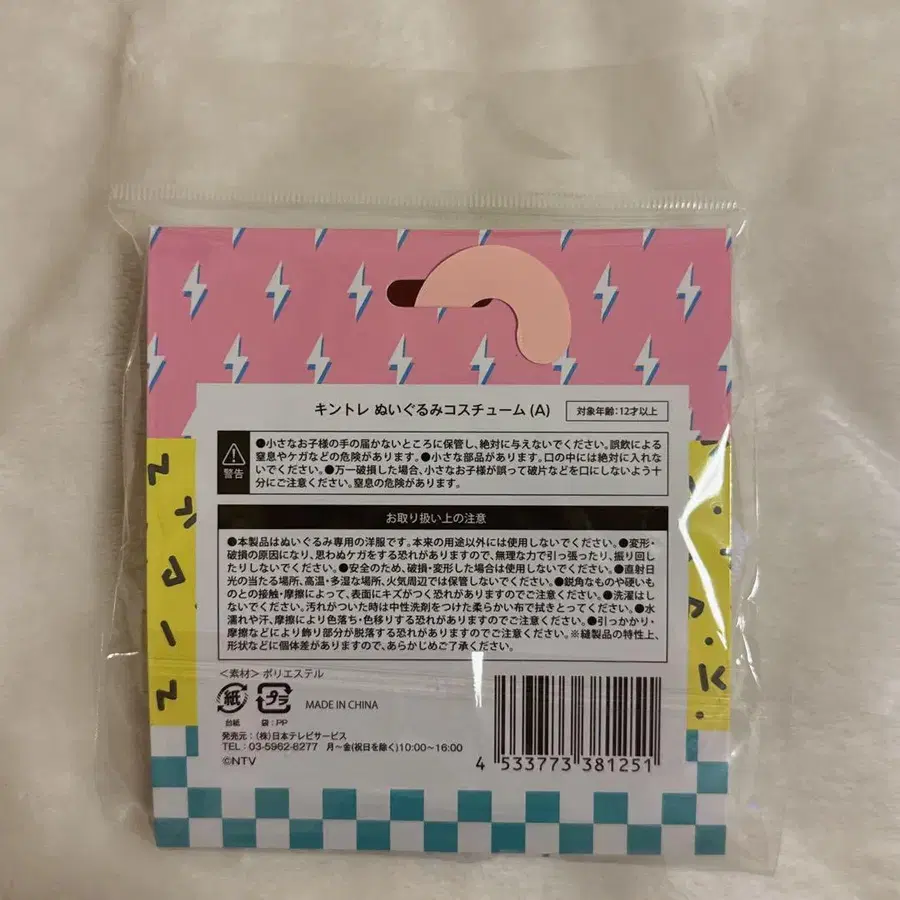 キントレ ぬいぐるみコスチューム(A)
対象年齢:12才以上
警告
●小さなお子様の手の届かないところに保管し、絶対に与えないでください。誤飲による
窒息やケガなどの危険があります。●小さな部品があります。口の中には絶対に入れな
いでください。●万一破損した場合、小さなお子様が誤って破片などを口にしないよう十
分にご注意ください。窒息の危険があります。
お取り扱い上の注意
●本製品はぬいぐるみ専用の洋服です。本来の用途以外には使用しないでください。●変形・
破損の原因になり、思わぬケガをする恐れがありますので、無理な力で引っ張ったり、振り回し
たりしないでください。●安全のため、破損・変形した場合は使用しないでください。●直射日
光の当たる場所、高温・多湿な場所、火気周辺では保管しないでください。●鋭角なものや硬いも
のとの接触・摩擦によって、表面にキズがつく恐れがありますのでご注意ください。●洗濯はし
ないでください。汚れがついた時は中性洗剤をつけた柔らかい布で拭きとってください。●水
濡れや汗、摩擦により色落ち・色移りする恐れがありますのでご注意ください。●引っかかり・
摩擦などにより飾り部分が脱落する恐れがありますのでご注意ください。※縫製品の特性上、
形状などに個体差がありますので、あらかじめご了承ください。
<素材>ポリエステル
紙 プラ MADE IN CHINA
台紙 袋:PP
発売元:(株)日本テレビサービス
TEL:03-5962-8277 月~金(祝日を除く)10:00~16:00
©NTV
4 533773 381251